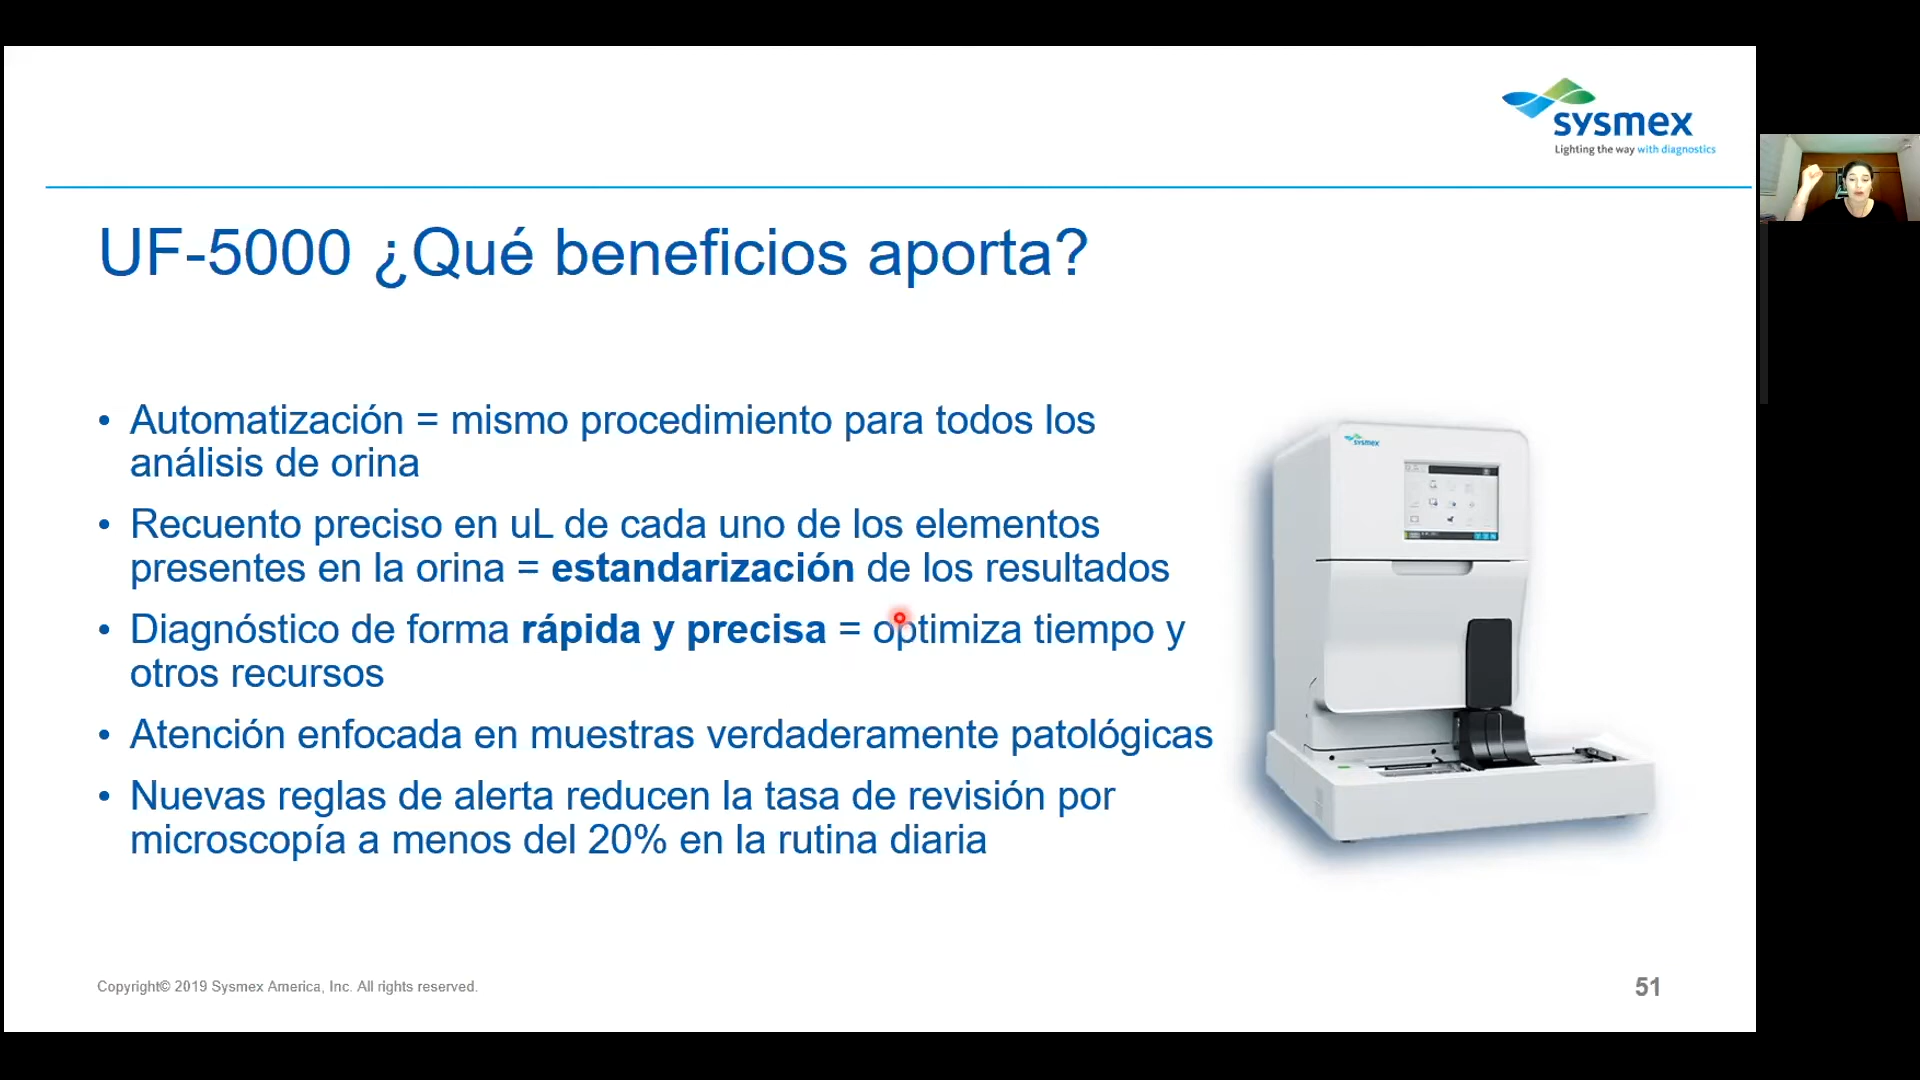 sysmex
Lighting the way with diagnostics
UF-5000 ¿Qué beneficios aporta?
• Automatización = mismo procedimiento para todos los
análisis de orina
• Recuento preciso en uL de cada uno de los elementos
presentes en la orina = estandarización de los resultados
• Diagnóstico de forma rápida y precisa = optimiza tiempo y
otros recursos
• Atención enfocada en muestras verdaderamente patológicas
• Nuevas reglas de alerta reducen la tasa de revisión por
microscopía a menos del 20% en la rutina diaria
sysmex
Copyright© 2019 Sysmex America, Inc. All rights reserved.
51